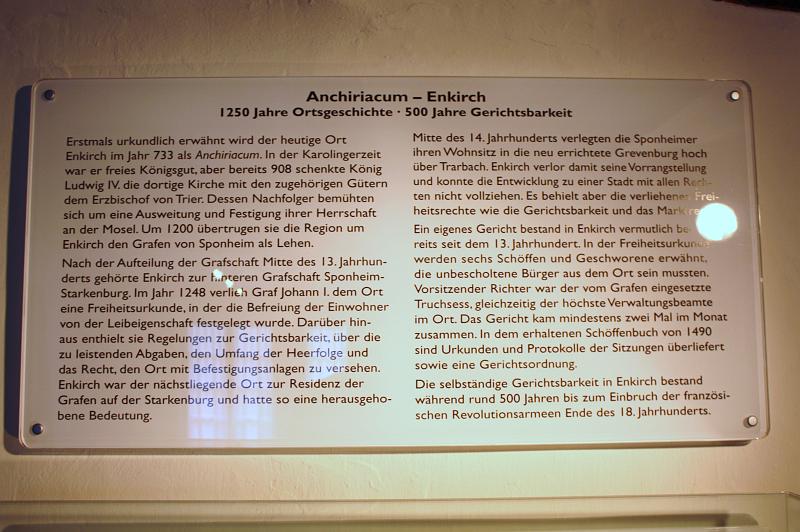 Anchiriacum – Enkirch
1250 Jahre Ortsgeschichte · 500 Jahre Gerichtsbarkeit
Erstmals urkundlich erwähnt wird der heutige Ort
Enkirch im Jahr 733 als Anchiriacum. In der Karolingerzeit
war er freies Königsgut, aber bereits 908 schenkte König
Ludwig IV. die dortige Kirche mit den zugehörigen Gütern
dem Erzbischof von Trier. Dessen Nachfolger bemühten
sich um eine Ausweitung und Festigung ihrer Herrschaft
an der Mosel. Um 1200 übertrugen sie die Region um
Enkirch den Grafen von Sponheim als Lehen.
Nach der Aufteilung der Grafschaft Mitte des 13. Jahrhun-
derts gehörte Enkirch zur hinteren Grafschaft Sponheim-
Starkenburg. Im Jahr 1248 verlieh Graf Johann I. dem Ort
eine Freiheitsurkunde, in der die Befreiung der Einwohner
von der Leibeigenschaft festgelegt wurde. Darüber hin-
aus enthielt sie Regelungen zur Gerichtsbarkeit, über die
zu leistenden Abgaben, den Umfang der Heerfolge und
das Recht, den Ort mit Befestigungsanlagen zu versehen.
Enkirch war der nächstliegende Ort zur Residenz der
Grafen auf der Starkenburg und hatte so eine herausgeho-
bene Bedeutung.
Mitte des 14. Jahrhunderts verlegten die Sponheimer
ihren Wohnsitz in die neu errichtete Grevenburg hoch
über Trarbach. Enkirch verlor damit seine Vorrangstellung
und konnte die Entwicklung zu einer Stadt mit allen Rech-
ten nicht vollziehen. Es behielt aber die verliehenen Frei-
heitsrechte wie die Gerichtsbarkeit und das
Ein eigenes Gericht bestand in Enkirch vermutlich be-
reits seit dem 13. Jahrhundert. In der Freiheitsurkunde
werden sechs Schöffen und Geschworene erwähnt,
die unbescholtene Bürger aus dem Ort sein mussten.
Vorsitzender Richter war der vom Grafen eingesetzte
Truchsess, gleichzeitig der höchste Verwaltungsbeamte
im Ort. Das Gericht kam mindestens zwei Mal im Monat
zusammen. In dem erhaltenen Schöffenbuch von 1490
sind Urkunden und Protokolle der Sitzungen überliefert
sowie eine Gerichtsordnung.
Die selbständige Gerichtsbarkeit in Enkirch bestand
während rund 500 Jahren bis zum Einbruch der französi-
schen Revolutionsarmeen Ende des 18. Jahrhunderts.